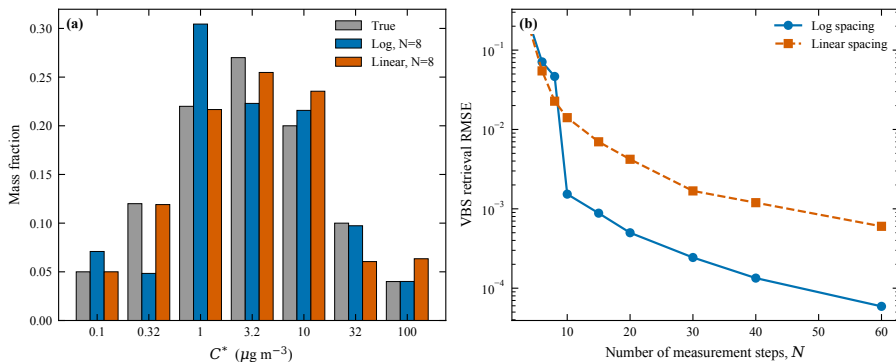 (a)
True
Log, N=8
Linear, N=8
0.30
0.25
0.20
0.15
0.10
0.05
0.00
Mass fraction
0.1 0.32 1 3.2 10 32 100
C* (μg m⁻³)
(b)
Log spacing
Linear spacing
10⁻¹
10⁻²
10⁻³
10⁻⁴
VBS retrieval RMSE
10 20 30 40 50 60
Number of measurement steps, N